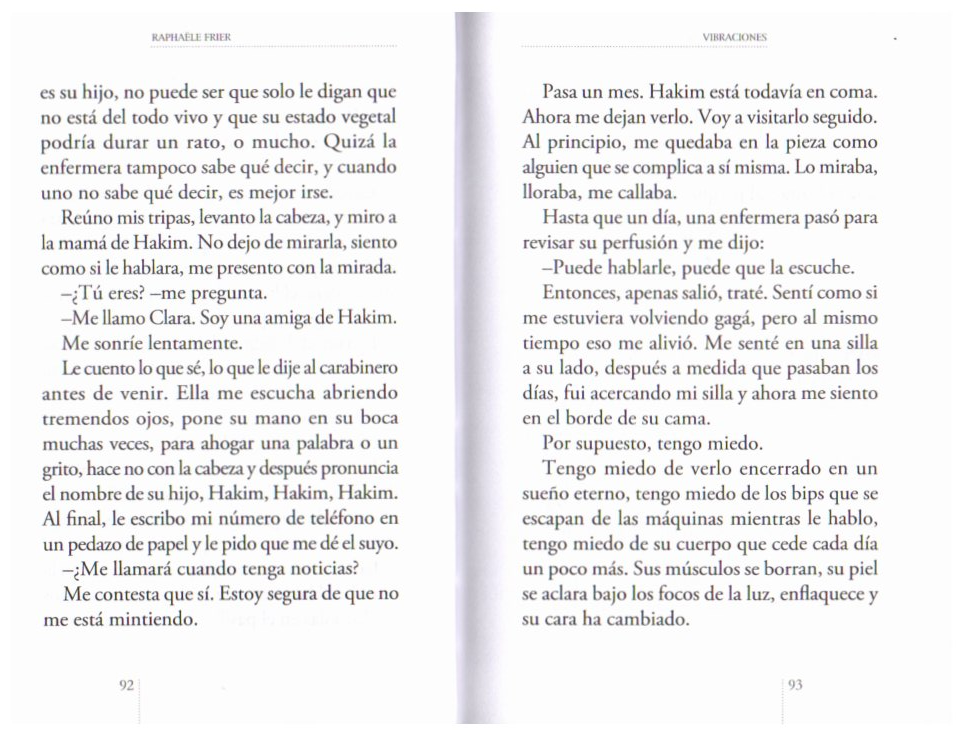 RAPHAËLE FRIER
es su hijo, no puede ser que solo le digan que
no está del todo vivo y que su estado vegetal
podría durar un rato, o mucho. Quizá la
enfermera tampoco sabe qué decir, y cuando
uno no sabe qué decir, es mejor irse.
Reúno mis tripas, levanto la cabeza, y miro a
la mamá de Hakim. No dejo de mirarla, siento
como si le hablara, me presento con la mirada.
–¿Tú eres? –me pregunta.
–Me llamo Clara. Soy una amiga de Hakim.
Me sonríe lentamente.
Le cuento lo que sé, lo que le dije al carabinero
antes de venir. Ella me escucha abriendo
tremendos ojos, pone su mano en su boca
muchas veces, para ahogar una palabra o un
grito, hace no con la cabeza y después pronuncia
el nombre de su hijo, Hakim, Hakim, Hakim.
Al final, le escribo mi número de teléfono en
un pedazo de papel y le pido que me dé el suyo.
–¿Me llamará cuando tenga noticias?
Me contesta que sí. Estoy segura de que no
me está mintiendo.
92
VIBRACIONES
Pasa un mes. Hakim está todavía en coma.
Ahora me dejan verlo. Voy a visitarlo seguido.
Al principio, me quedaba en la pieza como
alguien que se complica a sí misma. Lo miraba,
lloraba, me callaba.
Hasta que un día, una enfermera pasó para
revisar su perfusión y me dijo:
–Puede hablarle, puede que la escuche.
Entonces, apenas salió, traté. Sentí como si
me estuviera volviendo gagá, pero al mismo
tiempo eso me alivió. Me senté en una silla
a su lado, después a medida que pasaban los
días, fui acercando mi silla y ahora me siento
en el borde de su cama.
Por supuesto, tengo miedo.
Tengo miedo de verlo encerrado en un
sueño eterno, tengo miedo de los bips que se
escapan de las máquinas mientras le hablo,
tengo miedo de su cuerpo que cede cada día
un poco más. Sus músculos se borran, su piel
se aclara bajo los focos de la luz, enflaquece y
su cara ha cambiado.
93